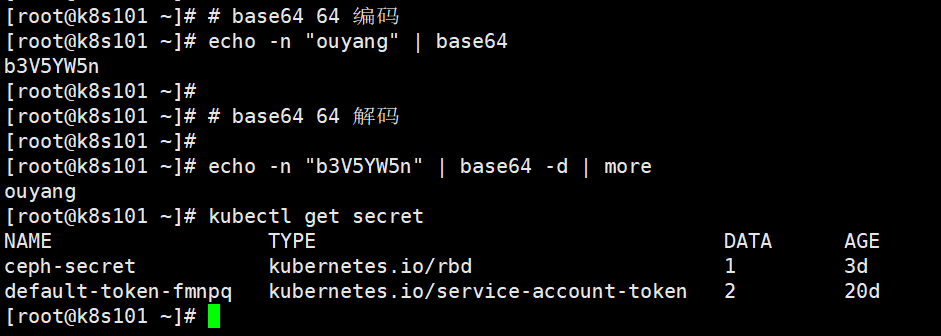 [root@k8s101 ~]# # base64 64 编码
[root@k8s101 ~]# echo -n "ouyang" | base64
b3V5YW5n
[root@k8s101 ~]#
[root@k8s101 ~]# # base64 64 解码
[root@k8s101 ~]#
[root@k8s101 ~]# echo -n "b3V5YW5n" | base64 -d | more
ouyang
[root@k8s101 ~]# kubectl get secret
NAME                  TYPE                                  DATA      AGE
ceph-secret           kubernetes.io/rbd                     1         3d
default-token-fmnpq   kubernetes.io/service-account-token   2         20d
[root@k8s101 ~]#